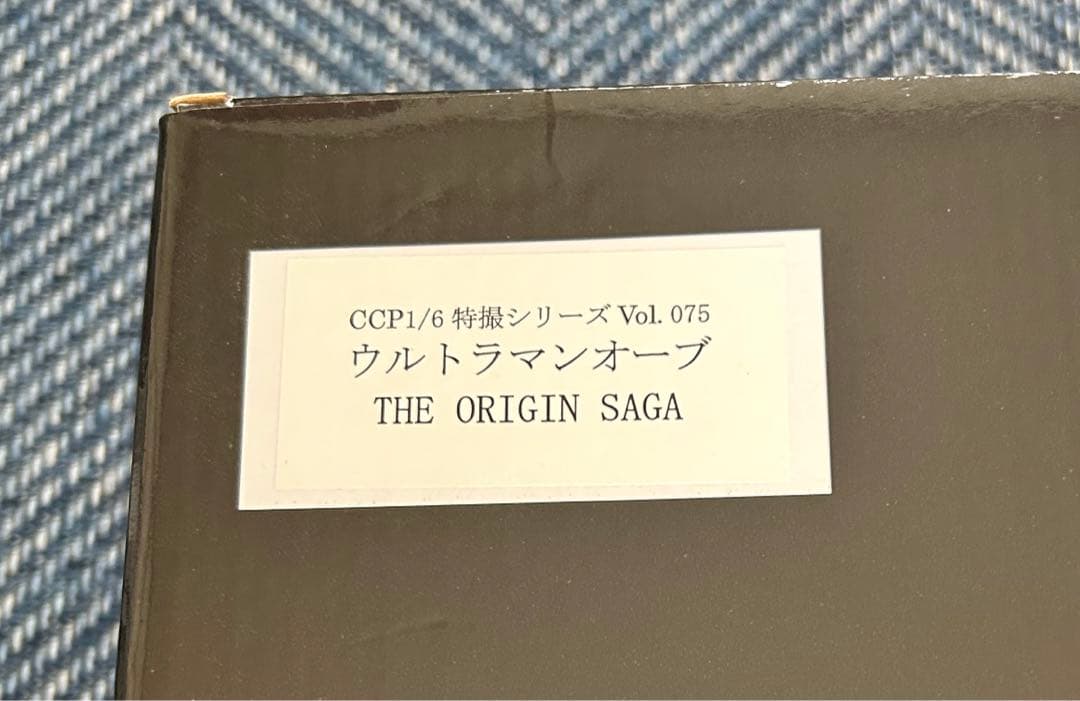 CCP1/6 特撮シリーズ Vol. 075
ウルトラマンオーブ
THE ORIGIN SAGA